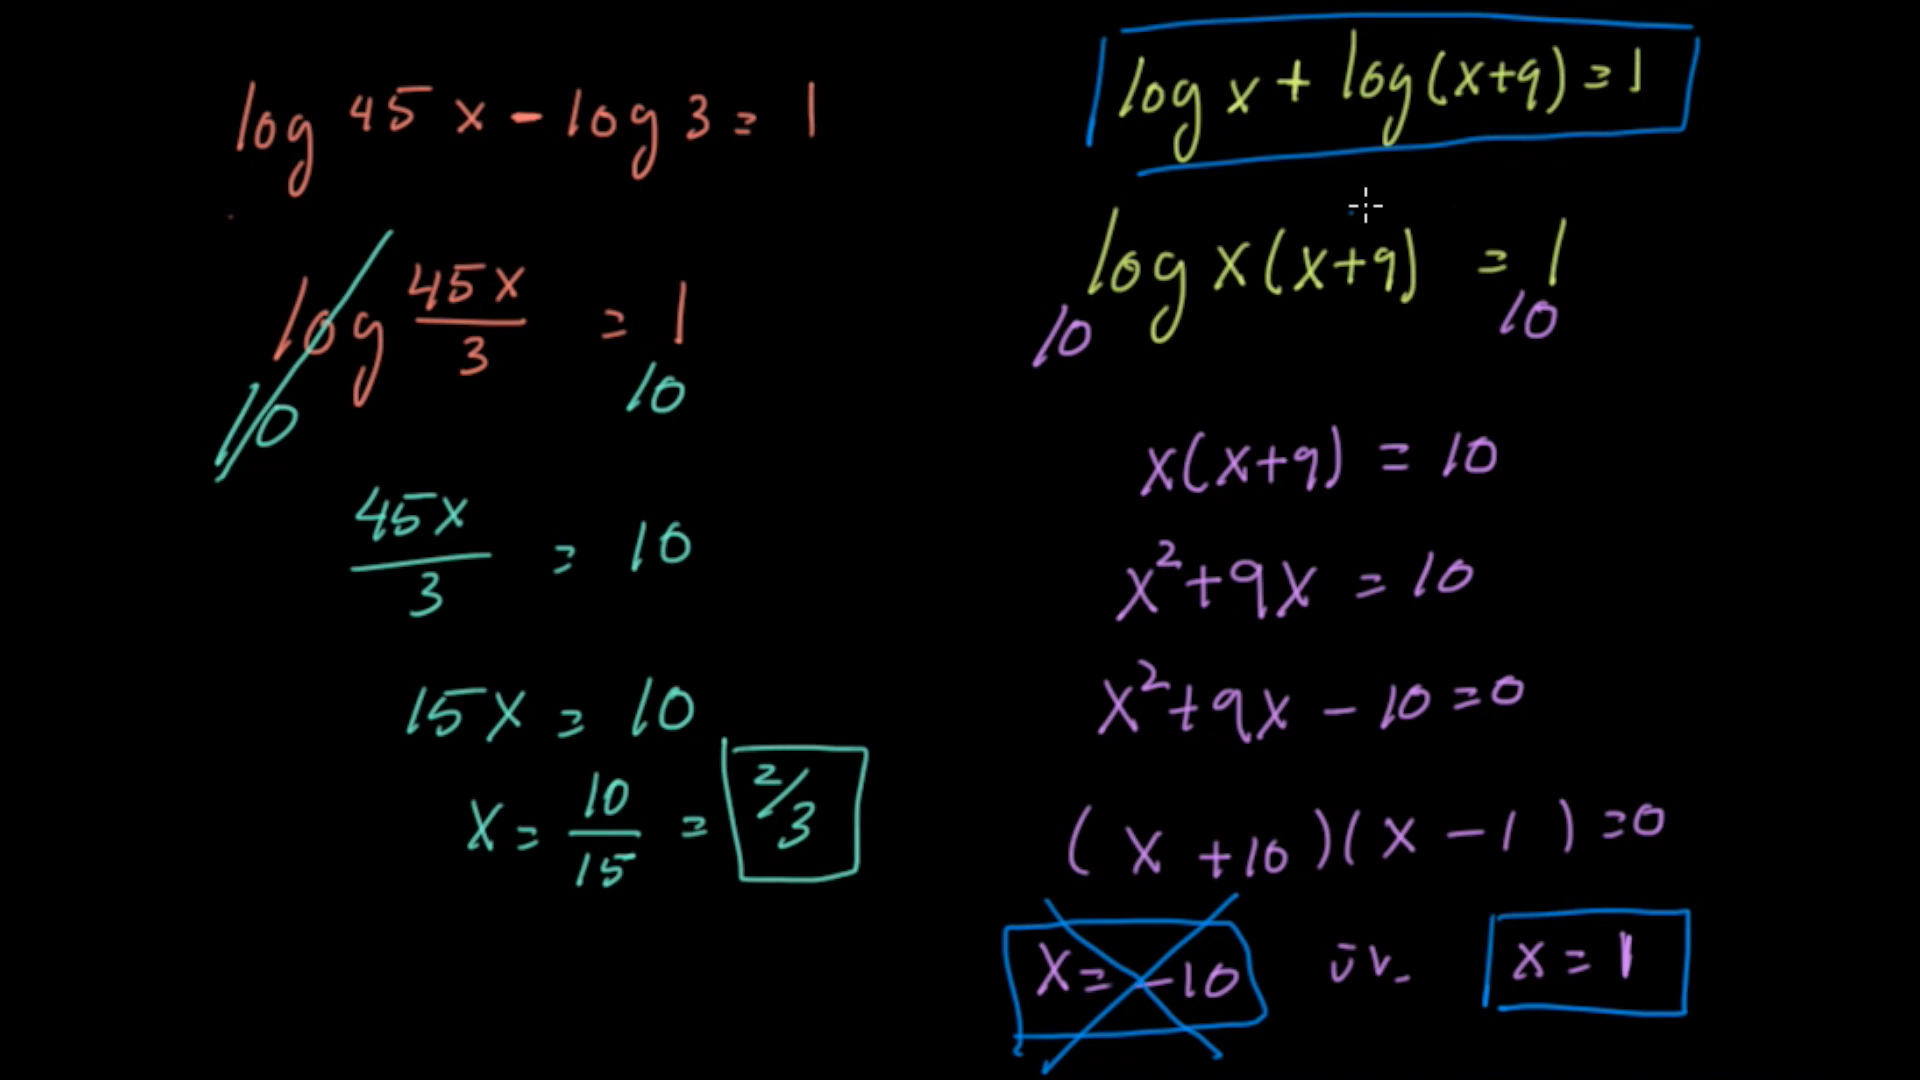 log 45x - log 3 = 1
log 45x/3 = 1
10 10
45x/3 = 10
15x = 10
x = 10/15 = 2/3
log x + log(x+9) = 1
log x(x+9) = 1
10 10
x(x+9) = 10
x²+9x = 10
x²+9x - 10 = 0
(x +10)(x - 1) = 0
x = -10 or x = 1